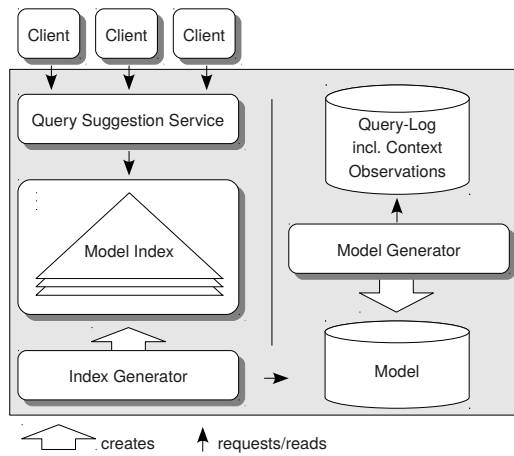 Client
Client
Client
Query Suggestion Service
Query-Log
incl. Context
Observations
Model Index
Model Generator
Index Generator
Model
creates
requests/reads